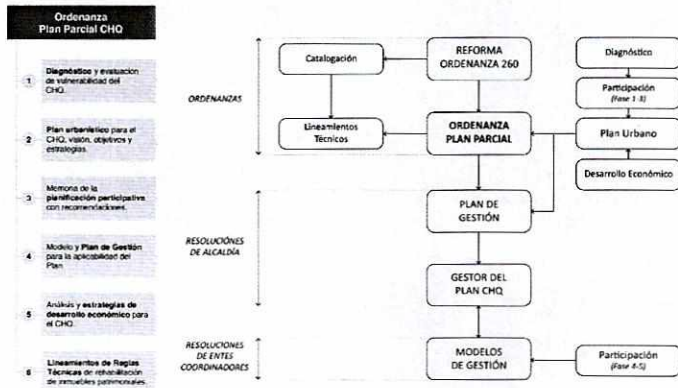 Ordenanza
Plan Parcial CHQ
1
Diagnóstico y evaluación
de vulnerabilidad del
CHQ.
2
Plan urbanístico para el
CHQ, visión, objetivos y
estrategias.
3
Memoria de la
planificación participativa
con recomendaciones.
4
Modelo y Plan de Gestión
para la aplicabilidad del
Plan
5
Análisis y estrategias de
desarrollo económico para
el CHQ.
6
Lineamientos de Reglas
Técnicas de rehabilitación
de inmuebles patrimoniales.
ORDENANZAS
RESOLUCIÓNES
DE ALCALDÍA
RESOLUCIONES
DE ENTES
COORDINADORES
Catalogación
Lineamientos
Técnicos
REFORMA
ORDENANZA 260
ORDENANZA
PLAN PARCIAL
PLAN DE
GESTIÓN
GESTOR DEL
PLAN CHQ
MODELOS
DE GESTIÓN
Diagnóstico
Participación
(Fase 1-3)
Plan Urbano
Desarrollo Económico
Participación
(Fase 4-5)